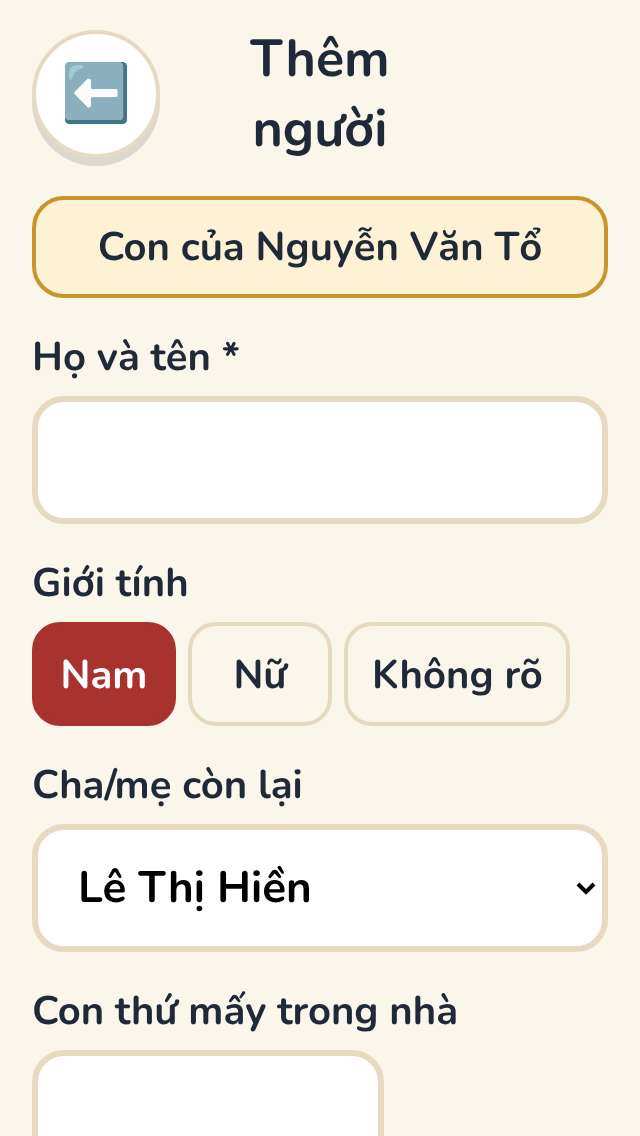 Thêm
người
Con của Nguyễn Văn Tổ
Họ và tên *
Giới tính
Nam
Nữ
Không rõ
Cha/mẹ còn lại
Lê Thị Hiền
Con thứ mấy trong nhà